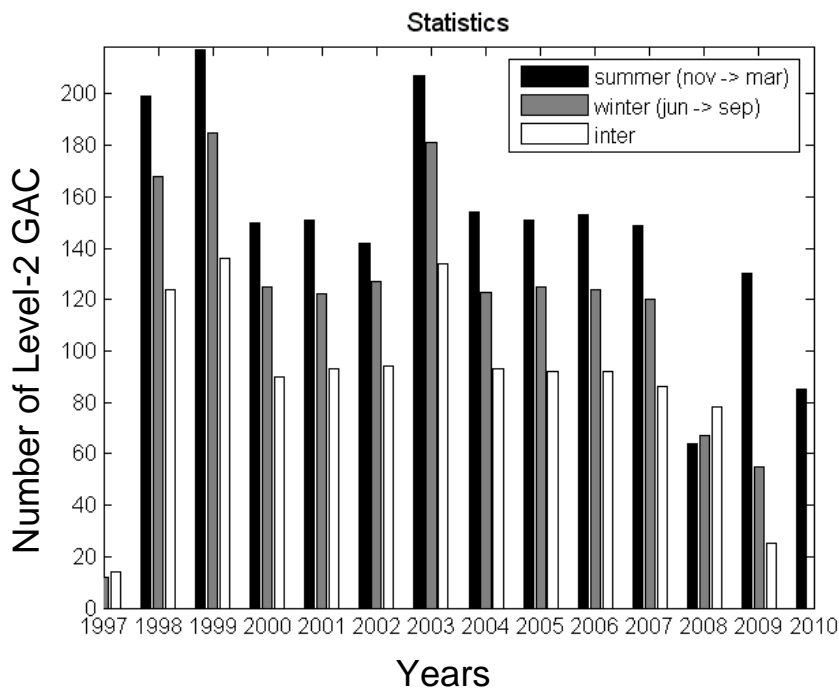 Statistics
summer (nov -> mar)
winter (jun -> sep)
inter
Number of Level-2 GAC
200
180
160
140
120
100
80
60
40
20
0
1997 1998 1999 2000 2001 2002 2003 2004 2005 2006 2007 2008 2009 2010
Years